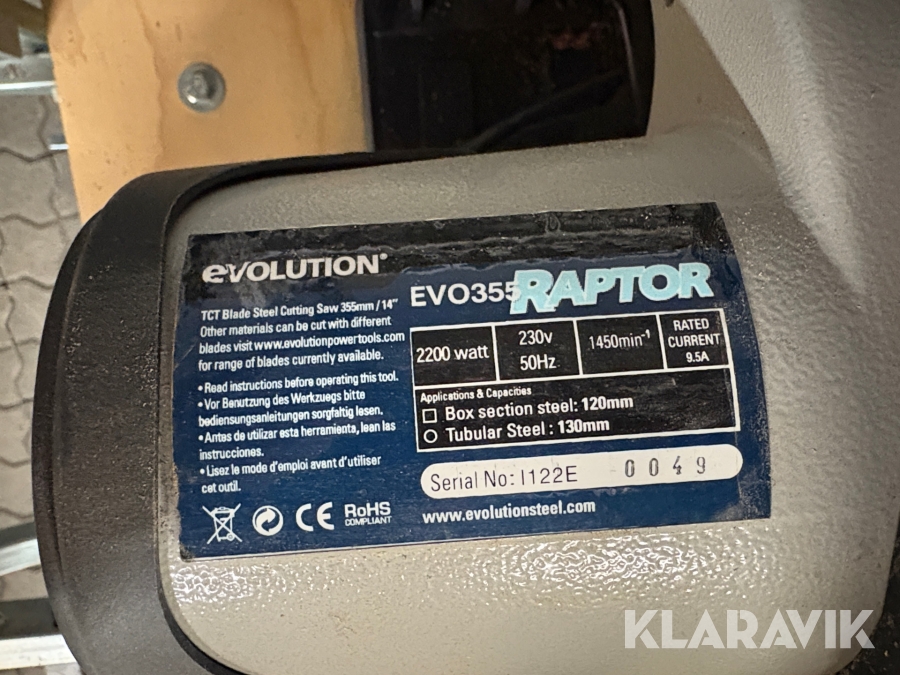 evolution®
TCT Blade Steel Cutting Saw 355mm / 14"
Other materials can be cut with different
blades visit www.evolutionpowertools.com
for range of blades currently available.
• Read instructions before operating this tool.
• Vor Benutzung des Werkzuegs bitte
bedienungsanleitungen sorgfaltig lesen.
• Antes de utilizar esta herramienta, lean las
instrucciones.
• Lisez le mode d'emploi avant d'utiliser
cet outil.
CE RoHS
COMPLIANT
EVO355 RAPTOR
2200 watt
230v
50Hz
1450min⁻¹
RATED
CURRENT
9.5A
Applications & Capacities
Box section steel: 120mm
Tubular Steel : 130mm
Serial No: I122E 0049
www.evolutionsteel.com
KLARAVIK